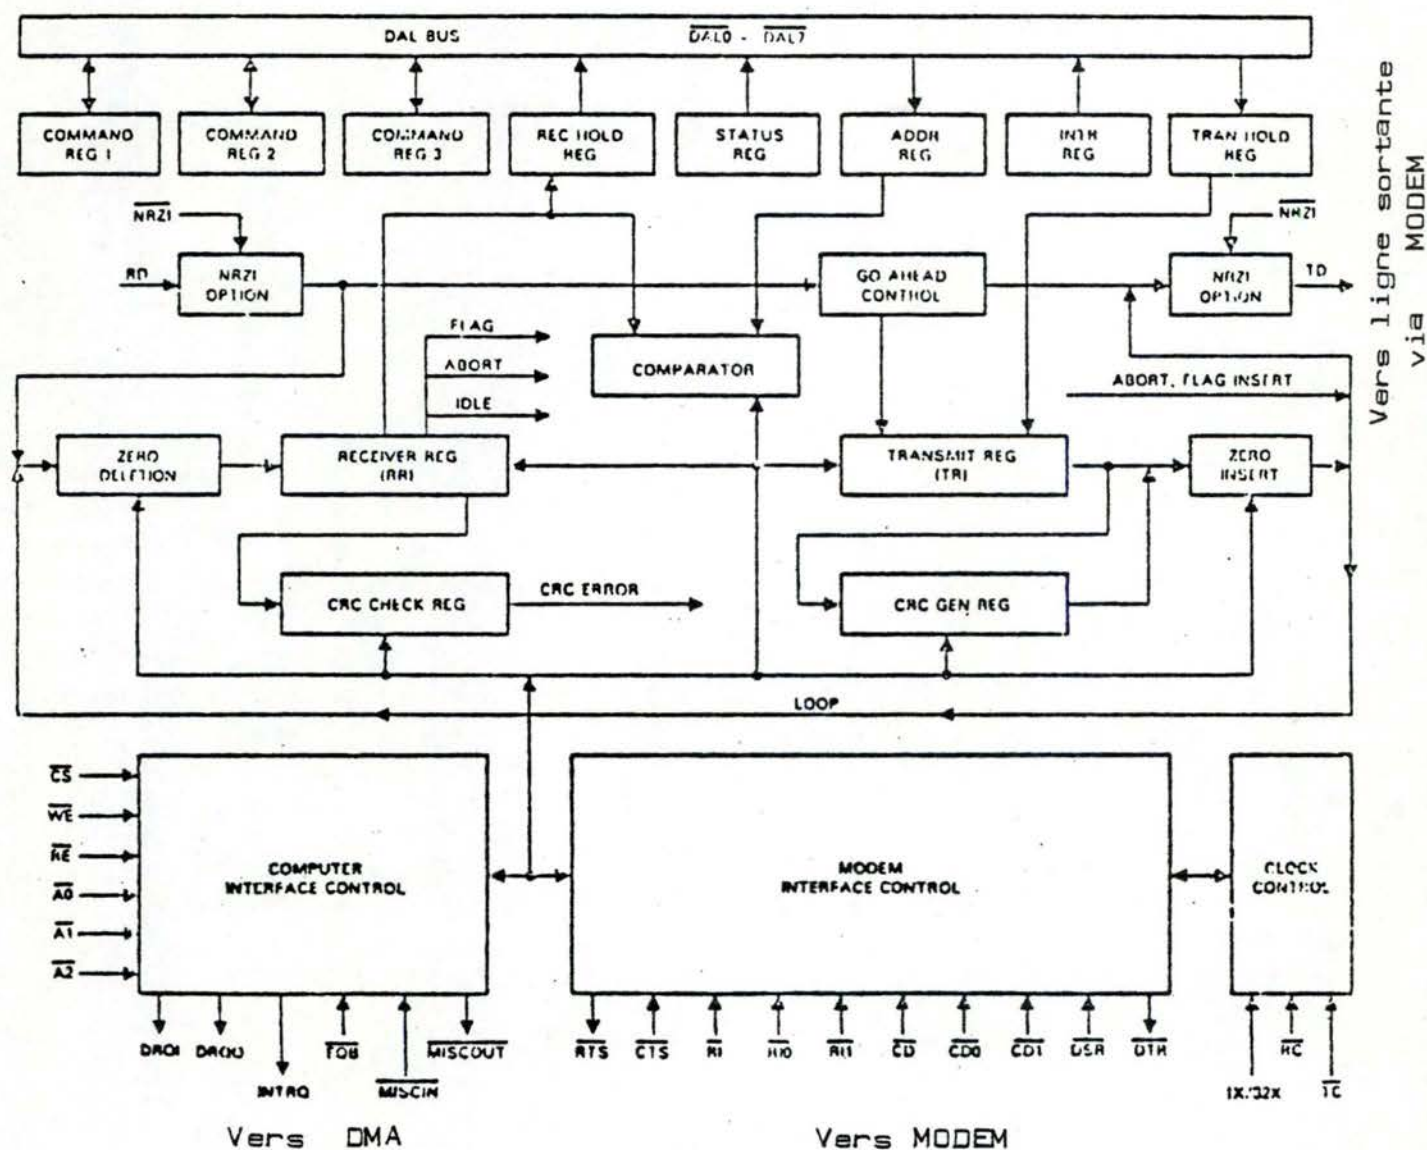 DAL BUS
DAL0 - DAL7
COMMAND
REG 1
COMMAND
REG 2
COMMAND
REG 3
REC HOLD
REG
STATUS
REG
ADDR
REG
INTR
REG
TRAN HOLD
REG
NRZI
NRZI
RD
NRZI
OPTION
GO AHEAD
CONTROL
NRZI
OPTION
TD
FLAG
ABORT
IDLE
COMPARATOR
ABORT, FLAG INSERT
ZERO
DELETION
RECEIVER REG
(RR)
TRANSMIT REG
(TR)
ZERO
INSERT
CRC CHECK REG
CRC ERROR
CRC GEN REG
LOOP
CS
WE
RE
A0
A1
A2
COMPUTER
INTERFACE CONTROL
MODEM
INTERFACE CONTROL
CLOCK
CONTROL
DRQI
DRQO
INTRQ
EOB
MISCIN
MISCOUT
RTS
CTS
RI
RI0
RI1
CD
CD0
CD1
DSR
DTR
1X/32X
RC
TC
Vers DMA
Vers MODEM
Vers ligne sortante
via MODEM